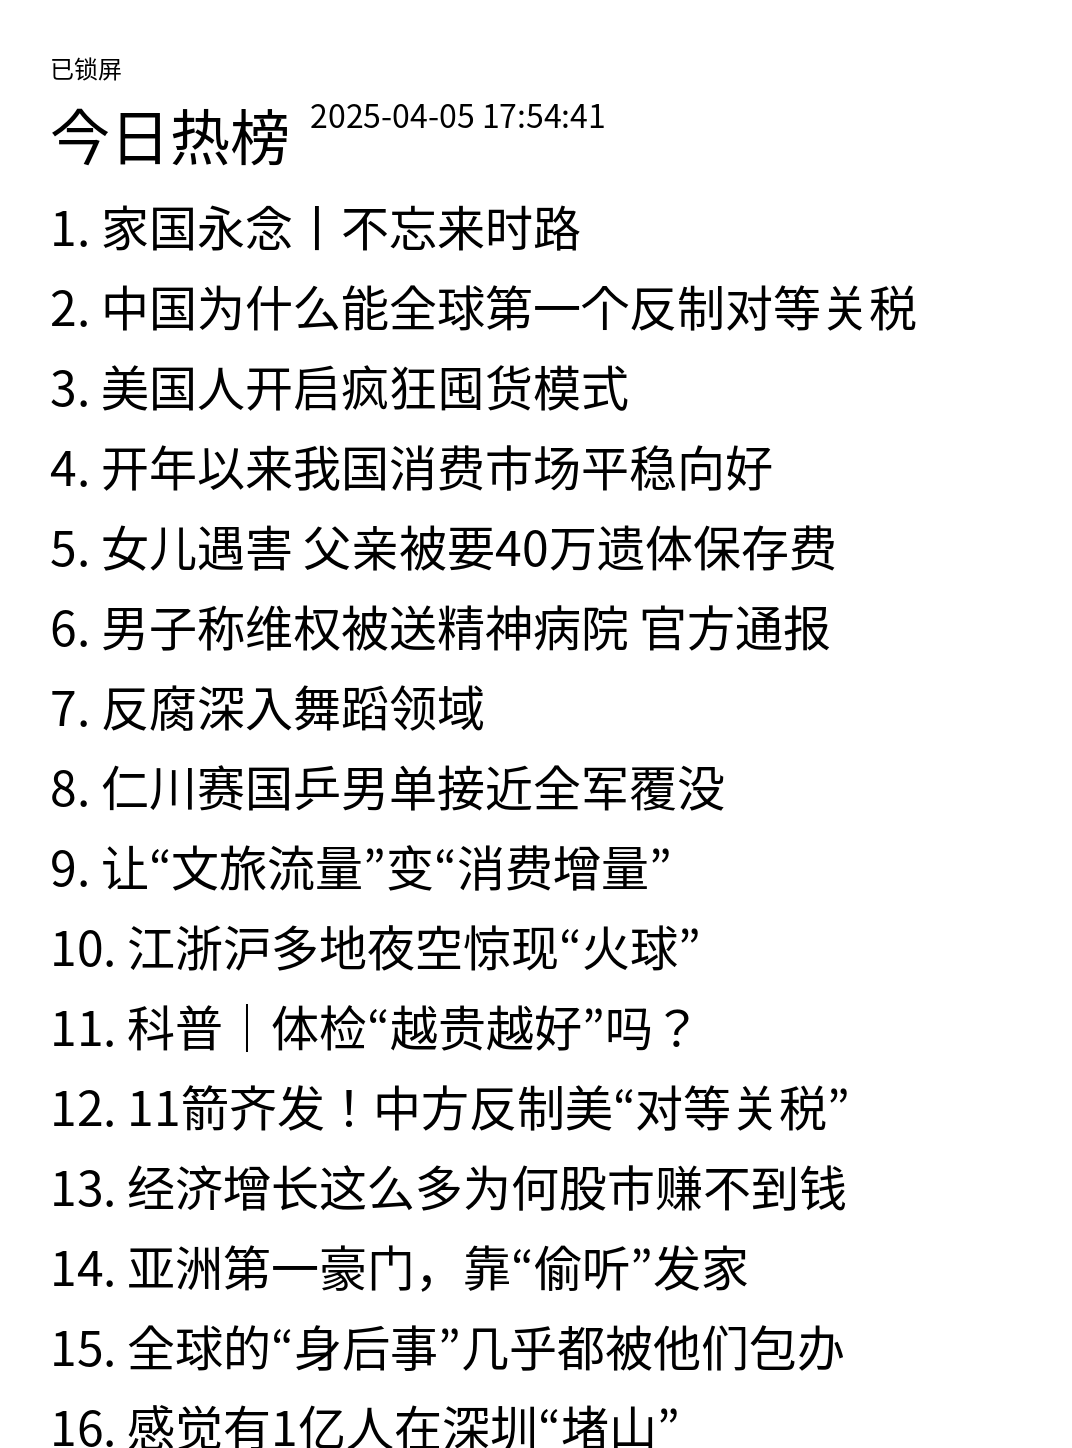 已锁屏
今日热榜 2025-04-05 17:54:41
1. 家国永念丨不忘来时路
2. 中国为什么能全球第一个反制对等关税
3. 美国人开启疯狂囤货模式
4. 开年以来我国消费市场平稳向好
5. 女儿遇害 父亲被要40万遗体保存费
6. 男子称维权被送精神病院 官方通报
7. 反腐深入舞蹈领域
8. 仁川赛国乒男单接近全军覆没
9. 让“文旅流量”变“消费增量”
10. 江浙沪多地夜空惊现“火球”
11. 科普｜体检“越贵越好”吗？
12. 11箭齐发！中方反制美“对等关税”
13. 经济增长这么多为何股市赚不到钱
14. 亚洲第一豪门，靠“偷听”发家
15. 全球的“身后事”几乎都被他们包办
16. 感觉有1亿人在深圳“堵山”